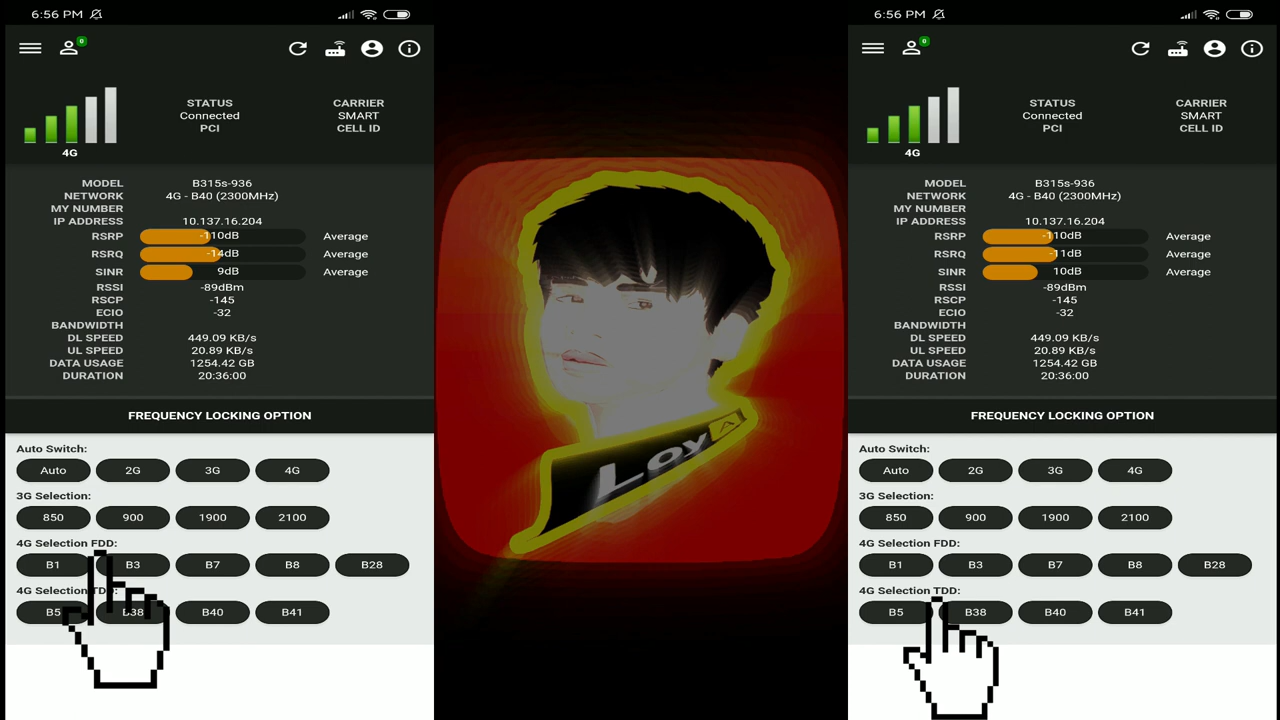 6:56 PM
0
4G
STATUS
Connected
PCI
CARRIER
SMART
CELL ID
MODEL B315s-936
NETWORK 4G - B40 (2300MHz)
MY NUMBER
IP ADDRESS 10.137.16.204
RSRP -110dB Average
RSRQ -14dB Average
SINR 9dB Average
RSSI -89dBm
RSCP -145
ECIO -32
BANDWIDTH
DL SPEED 449.09 KB/s
UL SPEED 20.89 KB/s
DATA USAGE 1254.42 GB
DURATION 20:36:00
FREQUENCY LOCKING OPTION
Auto Switch:
Auto 2G 3G 4G
3G Selection:
850 900 1900 2100
4G Selection FDD:
B1 B3 B7 B8 B28
4G Selection TDD:
B5 B38 B40 B41
Loy A
6:56 PM
0
4G
STATUS
Connected
PCI
CARRIER
SMART
CELL ID
MODEL B315s-936
NETWORK 4G - B40 (2300MHz)
MY NUMBER
IP ADDRESS 10.137.16.204
RSRP -110dB Average
RSRQ -11dB Average
SINR 10dB Average
RSSI -89dBm
RSCP -145
ECIO -32
BANDWIDTH
DL SPEED 449.09 KB/s
UL SPEED 20.89 KB/s
DATA USAGE 1254.42 GB
DURATION 20:36:00
FREQUENCY LOCKING OPTION
Auto Switch:
Auto 2G 3G 4G
3G Selection:
850 900 1900 2100
4G Selection FDD:
B1 B3 B7 B8 B28
4G Selection TDD:
B5 B38 B40 B41